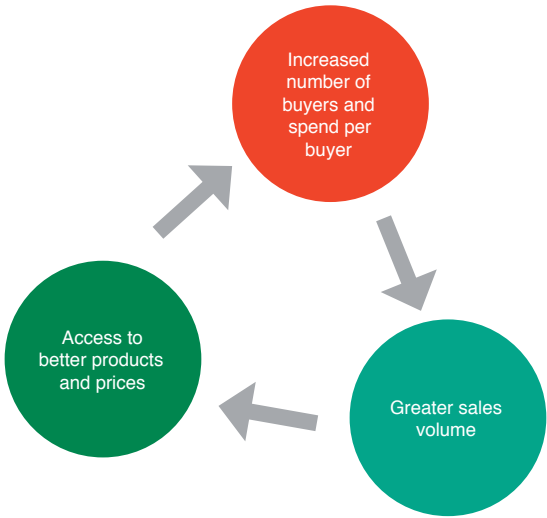 Increased
number of
buyers and
spend per
buyer
Access to
better products
and prices
Greater sales
volume